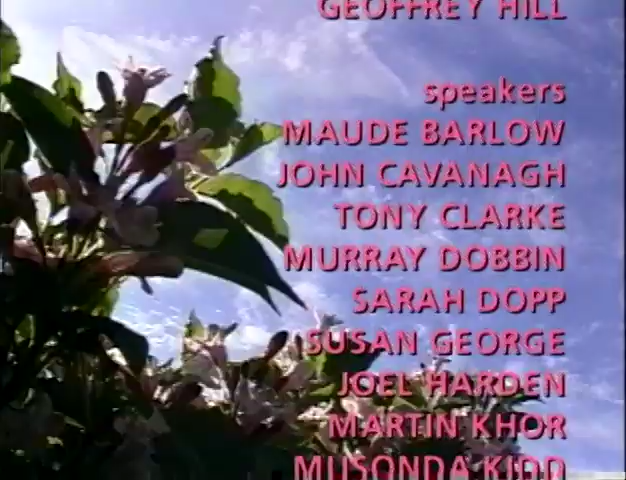 GEOFFREY HILL
speakers
MAUDE BARLOW
JOHN CAVANAGH
TONY CLARKE
MURRAY DOBBIN
SARAH DOPP
SUSAN GEORGE
JOEL HARDEN
MARTIN KHOR
MUSONDA KIDD